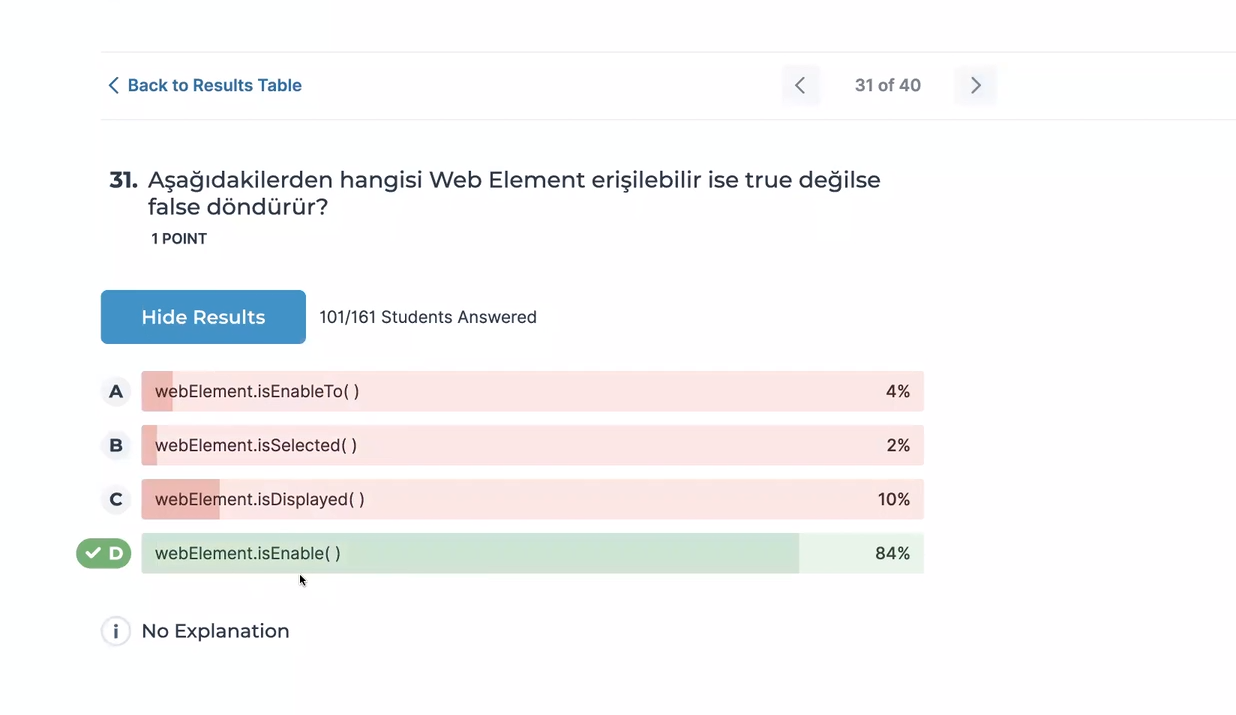 Back to Results Table
31 of 40
31. Aşağıdakilerden hangisi Web Element erişilebilir ise true değilse
false döndürür?
1 POINT
Hide Results 101/161 Students Answered
A webElement.isEnableTo( ) 4%
B webElement.isSelected( ) 2%
C webElement.isDisplayed( ) 10%
D webElement.isEnable( ) 84%
i No Explanation